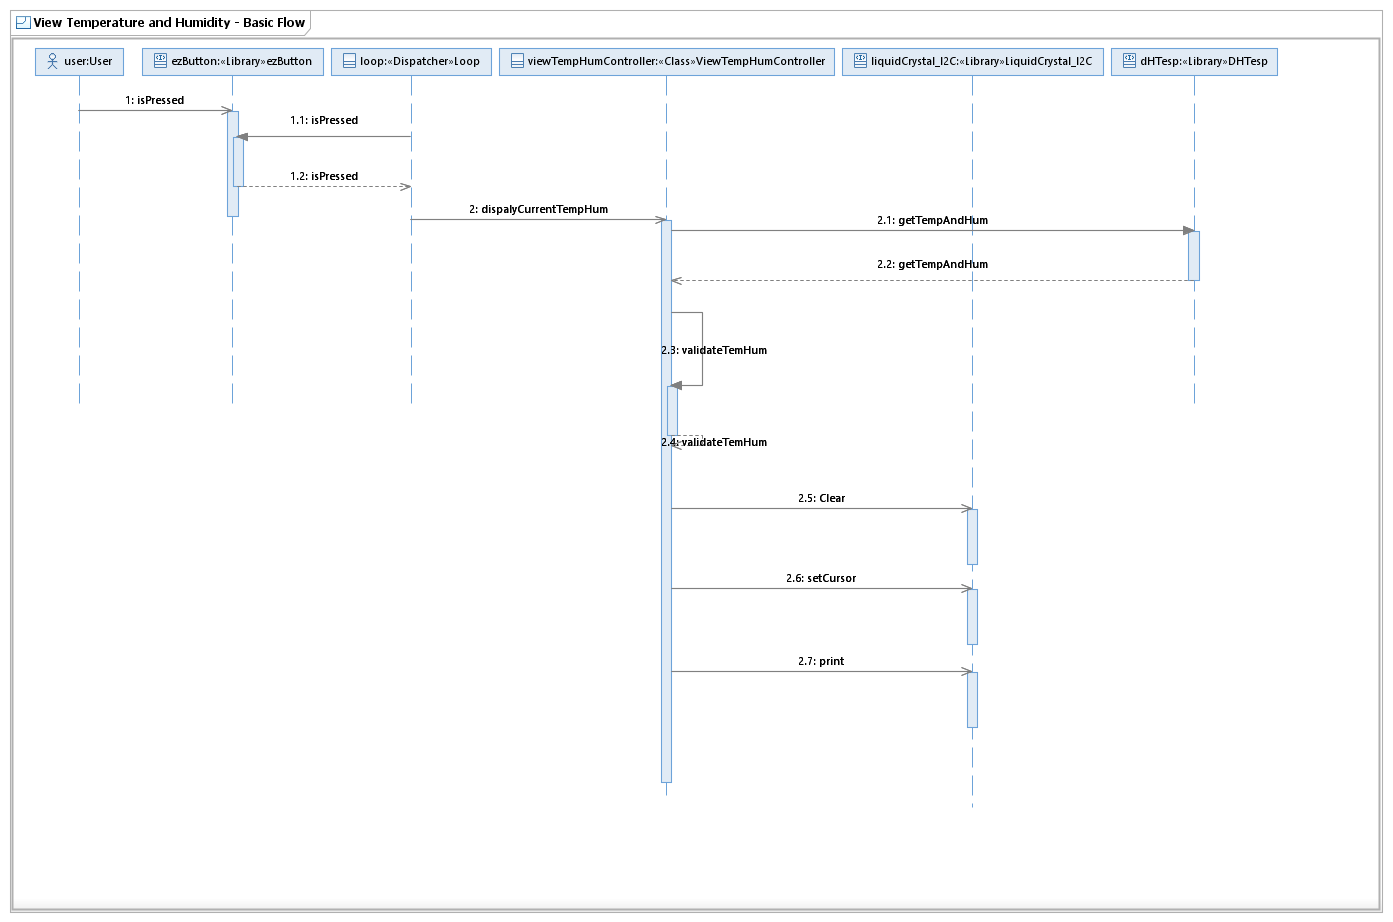 View Temperature and Humidity - Basic Flow
user:User
ezButton:«Library»ezButton
loop:«Dispatcher»Loop
viewTempHumController:«Class»ViewTempHumController
liquidCrystal_I2C:«Library»LiquidCrystal_I2C
dHTesp:«Library»DHTesp
1: isPressed
1.1: isPressed
1.2: isPressed
2: dispalyCurrentTempHum
2.1: getTempAndHum
2.2: getTempAndHum
2.3: validateTemHum
2.4: validateTemHum
2.5: Clear
2.6: setCursor
2.7: print